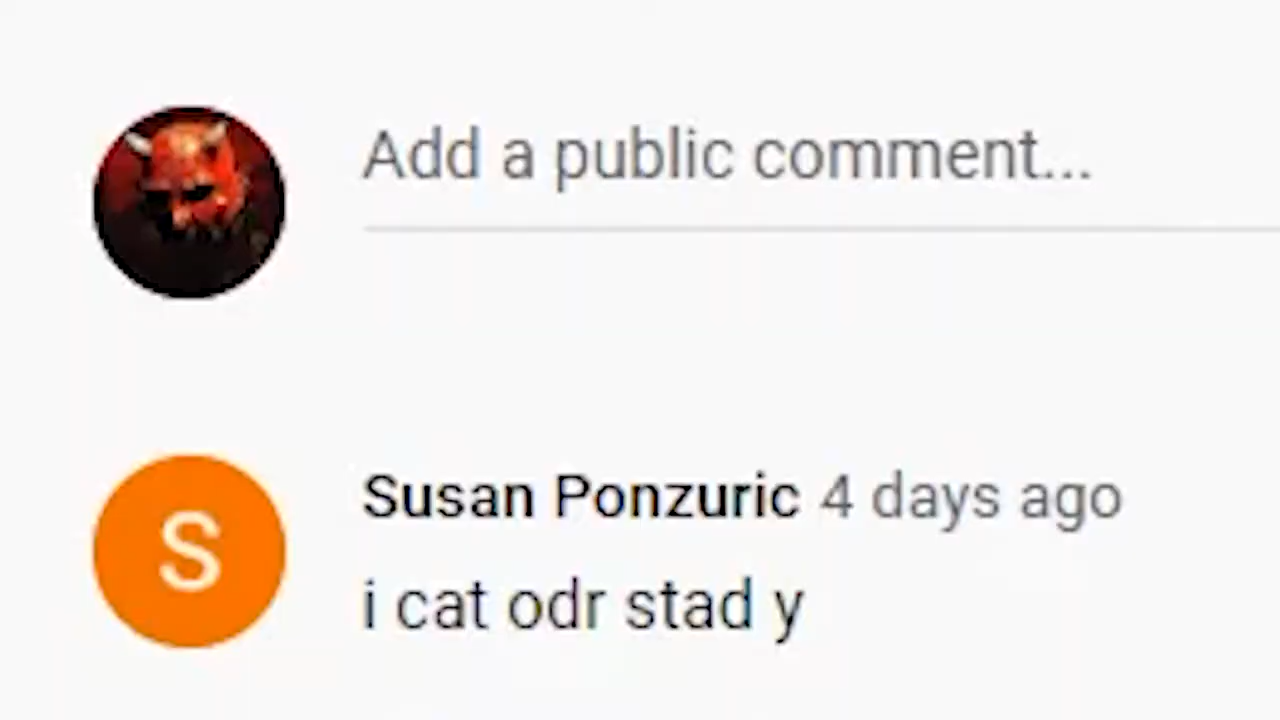 Add a public comment...
S
Susan Ponzuric 4 days ago
i cat odr stad y